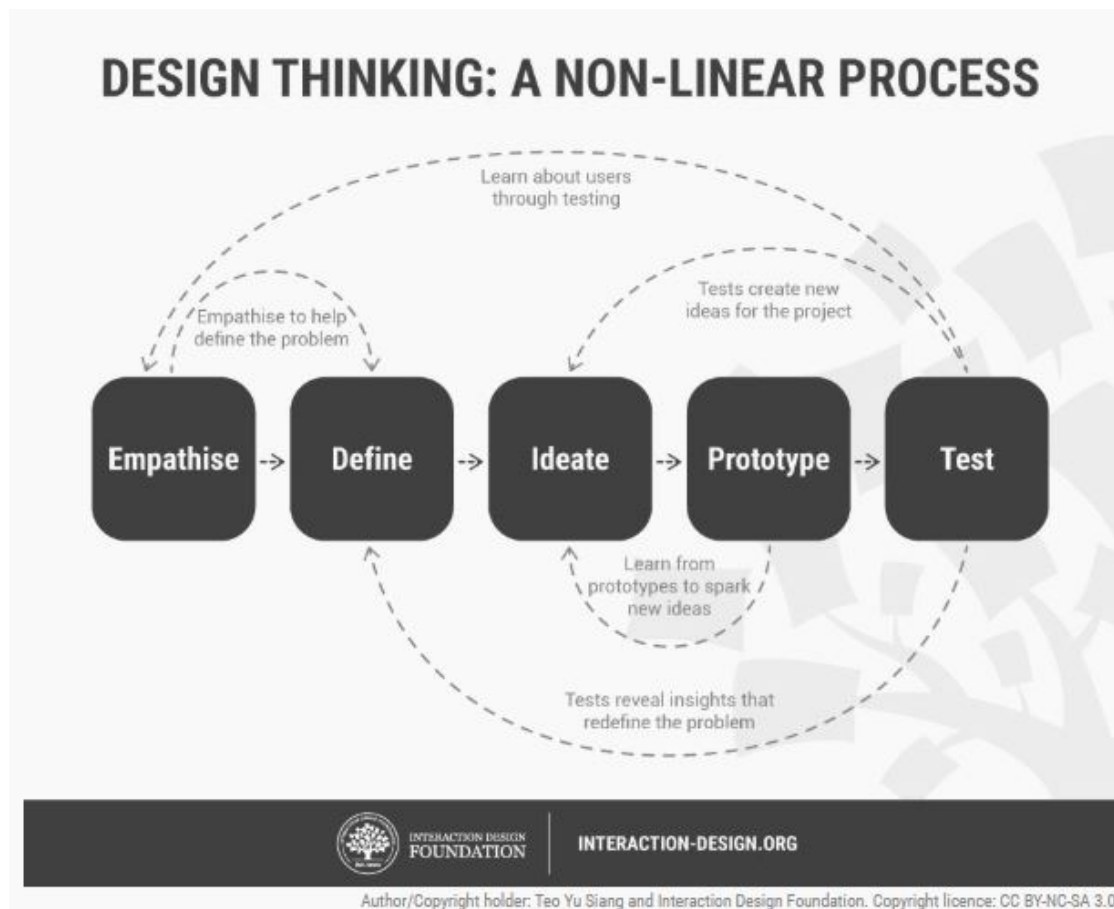 DESIGN THINKING: A NON-LINEAR PROCESS
Learn about users
through testing
Tests create new
ideas for the project
Empathise to help
define the problem
Empathise
Define
Ideate
Prototype
Test
Learn from
prototypes to spark
new ideas
Tests reveal insights that
redefine the problem
INTERACTION DESIGN
FOUNDATION
INTERACTION-DESIGN.ORG
Author/Copyright holder: Teo Yu Siang and Interaction Design Foundation. Copyright licence: CC BY-NC-SA 3.0